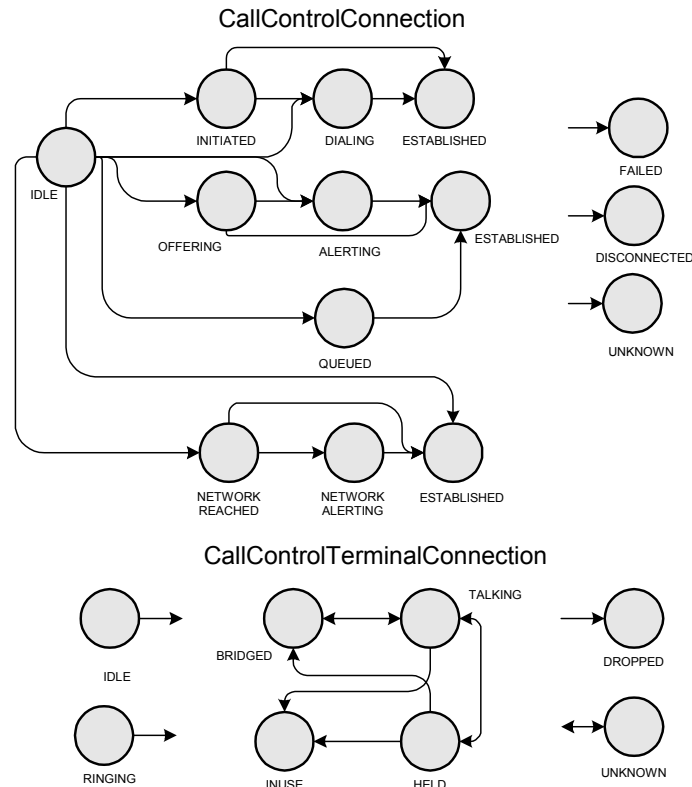 CallControlConnection
INITIATED
DIALING
ESTABLISHED
IDLE
FAILED
OFFERING
ALERTING
ESTABLISHED
DISCONNECTED
QUEUED
UNKNOWN
NETWORK
REACHED
NETWORK
ALERTING
ESTABLISHED
CallControlTerminalConnection
TALKING
BRIDGED
IDLE
DROPPED
RINGING
INUSE
HELD
UNKNOWN